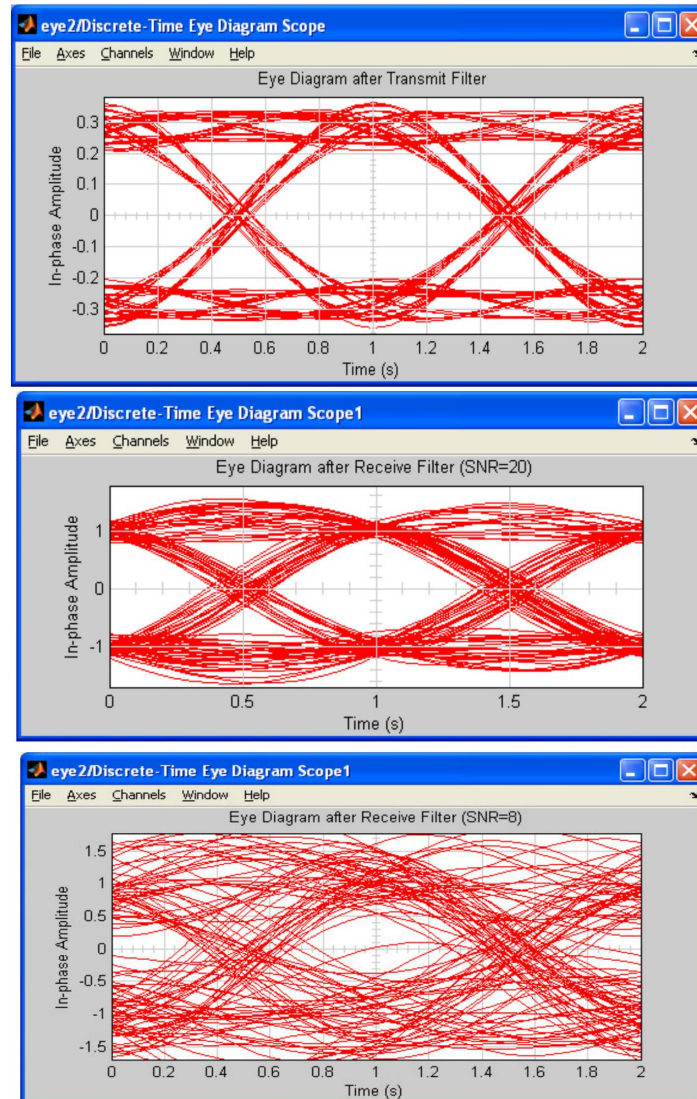 eye2/Discrete-Time Eye Diagram Scope
File Axes Channels Window Help
Eye Diagram after Transmit Filter
In-phase Amplitude
0.3
0.2
0.1
0
-0.1
-0.2
-0.3
0 0.2 0.4 0.6 0.8 1 1.2 1.4 1.6 1.8 2
Time (s)
eye2/Discrete-Time Eye Diagram Scope1
File Axes Channels Window Help
Eye Diagram after Receive Filter (SNR=20)
In-phase Amplitude
1
0
-1
0 0.5 1 1.5 2
Time (s)
eye2/Discrete-Time Eye Diagram Scope1
File Axes Channels Window Help
Eye Diagram after Receive Filter (SNR=8)
In-phase Amplitude
1.5
1
0.5
0
-0.5
-1
-1.5
0 0.2 0.4 0.6 0.8 1 1.2 1.4 1.6 1.8 2
Time (s)